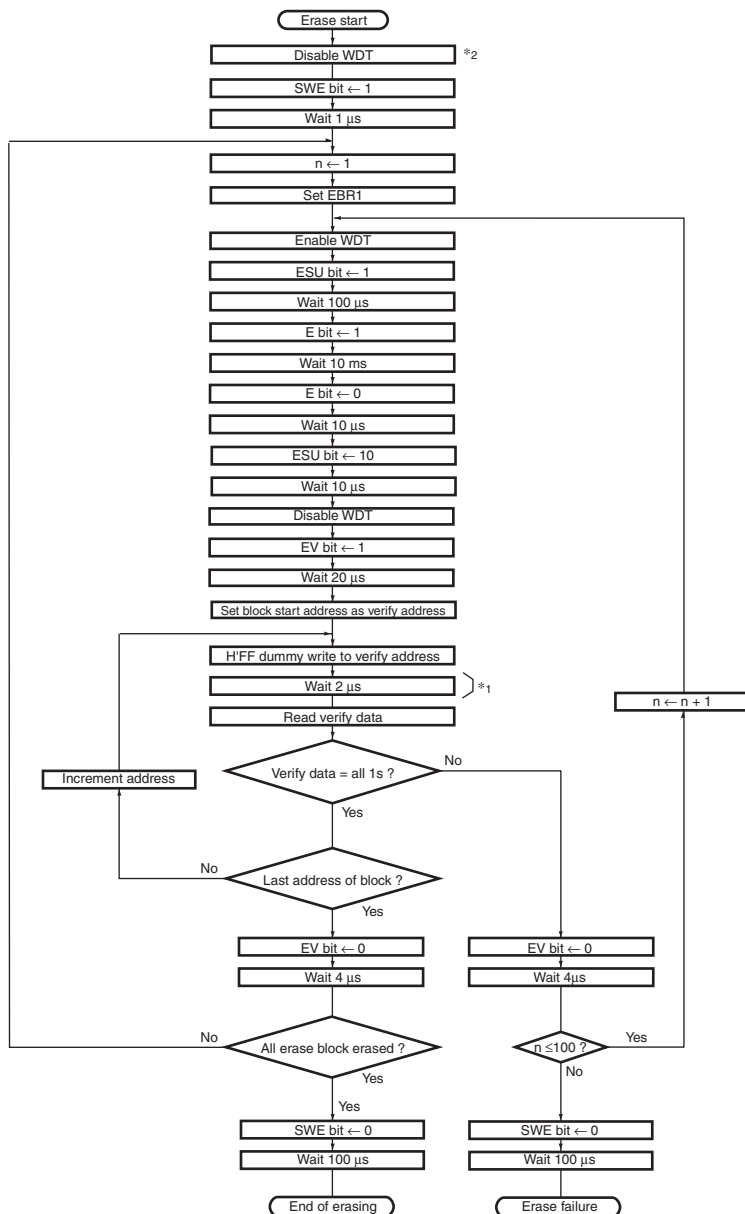 Erase start
Disable WDT *2
SWE bit ← 1
Wait 1 µs
n ← 1
Set EBR1
Enable WDT
ESU bit ← 1
Wait 100 µs
E bit ← 1
Wait 10 ms
E bit ← 0
Wait 10 µs
ESU bit ← 10
Wait 10 µs
Disable WDT
EV bit ← 1
Wait 20 µs
Set block start address as verify address
H'FF dummy write to verify address
Wait 2 µs *1
n ← n + 1
Read verify data
Increment address
Verify data = all 1s ?
No
Yes
No
Last address of block ?
Yes
EV bit ← 0
EV bit ← 0
Wait 4 µs
Wait 4µs
No
All erase block erased ?
n ≤100 ?
Yes
Yes
No
Yes
SWE bit ← 0
SWE bit ← 0
Wait 100 µs
Wait 100 µs
End of erasing
Erase failure